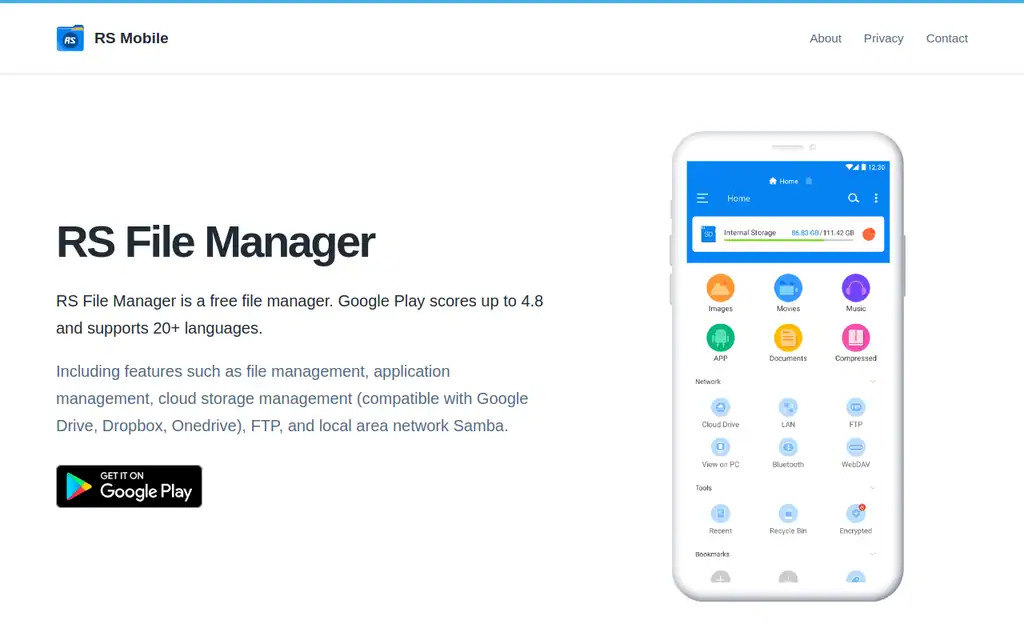 RS
RS Mobile
About
Privacy
Contact
RS File Manager
RS File Manager is a free file manager. Google Play scores up to 4.8
and supports 20+ languages.
Including features such as file management, application
management, cloud storage management (compatible with Google
Drive, Dropbox, Onedrive), FTP, and local area network Samba.
GET IT ON
Google Play
12:30
Home
Home
SD
Internal Storage
86.83 GB / 111.42 GB
Images
Movies
Music
APP
Documents
Compressed
Network
Cloud Drive
LAN
FTP
View on PC
Bluetooth
WebDAV
Tools
Recent
Recycle Bin
Encrypted
Bookmarks